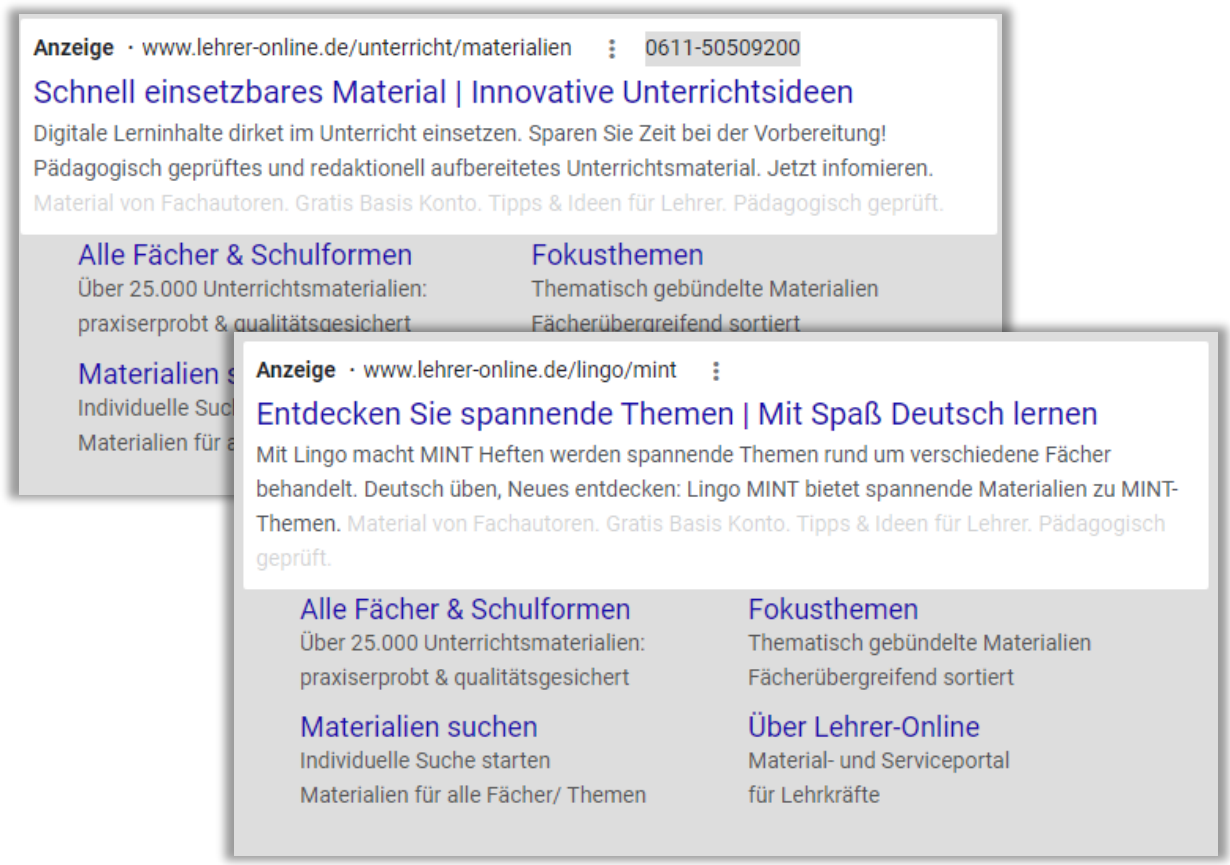 Anzeige · www.lehrer-online.de/unterricht/materialien ⋮ 0611-50509200
Schnell einsetzbares Material | Innovative Unterrichtsideen
Digitale Lerninhalte dirket im Unterricht einsetzen. Sparen Sie Zeit bei der Vorbereitung!
Pädagogisch geprüftes und redaktionell aufbereitetes Unterrichtsmaterial. Jetzt infomieren.
Material von Fachautoren. Gratis Basis Konto. Tipps & Ideen für Lehrer. Pädagogisch geprüft.
Alle Fächer & Schulformen
Über 25.000 Unterrichtsmaterialien:
praxiserprobt & qualitätsgesichert
Fokusthemen
Thematisch gebündelte Materialien
Fächerübergreifend sortiert
Materialien
Individuelle
Materialien für
Anzeige · www.lehrer-online.de/lingo/mint ⋮
Entdecken Sie spannende Themen | Mit Spaß Deutsch lernen
Mit Lingo macht MINT Heften werden spannende Themen rund um verschiedene Fächer
behandelt. Deutsch üben, Neues entdecken: Lingo MINT bietet spannende Materialien zu MINT-
Themen. Material von Fachautoren. Gratis Basis Konto. Tipps & Ideen für Lehrer. Pädagogisch
geprüft.
Alle Fächer & Schulformen
Über 25.000 Unterrichtsmaterialien:
praxiserprobt & qualitätsgesichert
Fokusthemen
Thematisch gebündelte Materialien
Fächerübergreifend sortiert
Materialien suchen
Individuelle Suche starten
Materialien für alle Fächer/ Themen
Über Lehrer-Online
Material- und Serviceportal
für Lehrkräfte